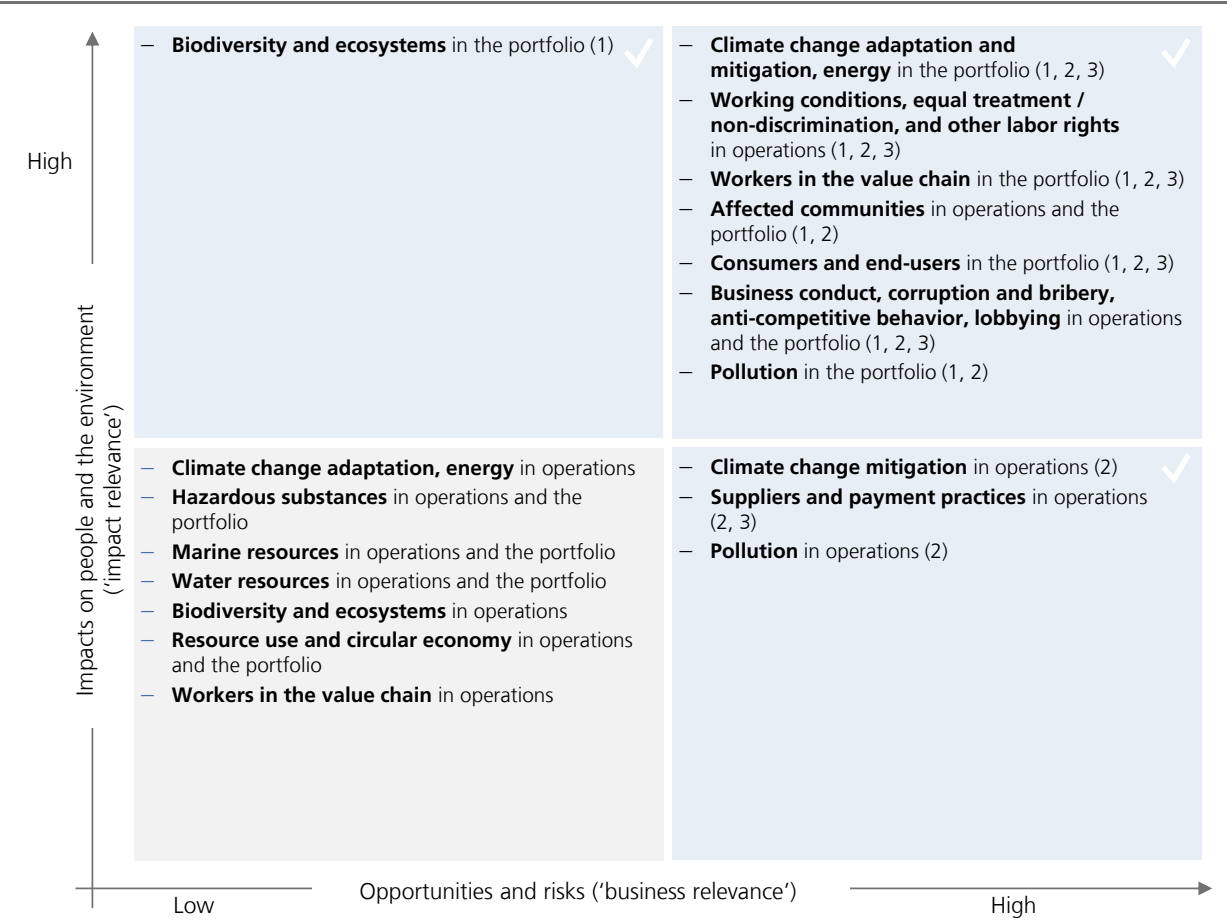 – Biodiversity and ecosystems in the portfolio (1)
– Climate change adaptation and
mitigation, energy in the portfolio (1, 2, 3)
– Working conditions, equal treatment /
non-discrimination, and other labor rights
in operations (1, 2, 3)
– Workers in the value chain in the portfolio (1, 2, 3)
– Affected communities in operations and the
portfolio (1, 2)
– Consumers and end-users in the portfolio (1, 2, 3)
– Business conduct, corruption and bribery,
anti-competitive behavior, lobbying in operations
and the portfolio (1, 2, 3)
– Pollution in the portfolio (1, 2)
High
Impacts on people and the environment
('impact relevance')
– Climate change adaptation, energy in operations
– Hazardous substances in operations and the
portfolio
– Marine resources in operations and the portfolio
– Water resources in operations and the portfolio
– Biodiversity and ecosystems in operations
– Resource use and circular economy in operations
and the portfolio
– Workers in the value chain in operations
– Climate change mitigation in operations (2)
– Suppliers and payment practices in operations
(2, 3)
– Pollution in operations (2)
Low
Opportunities and risks ('business relevance')
High